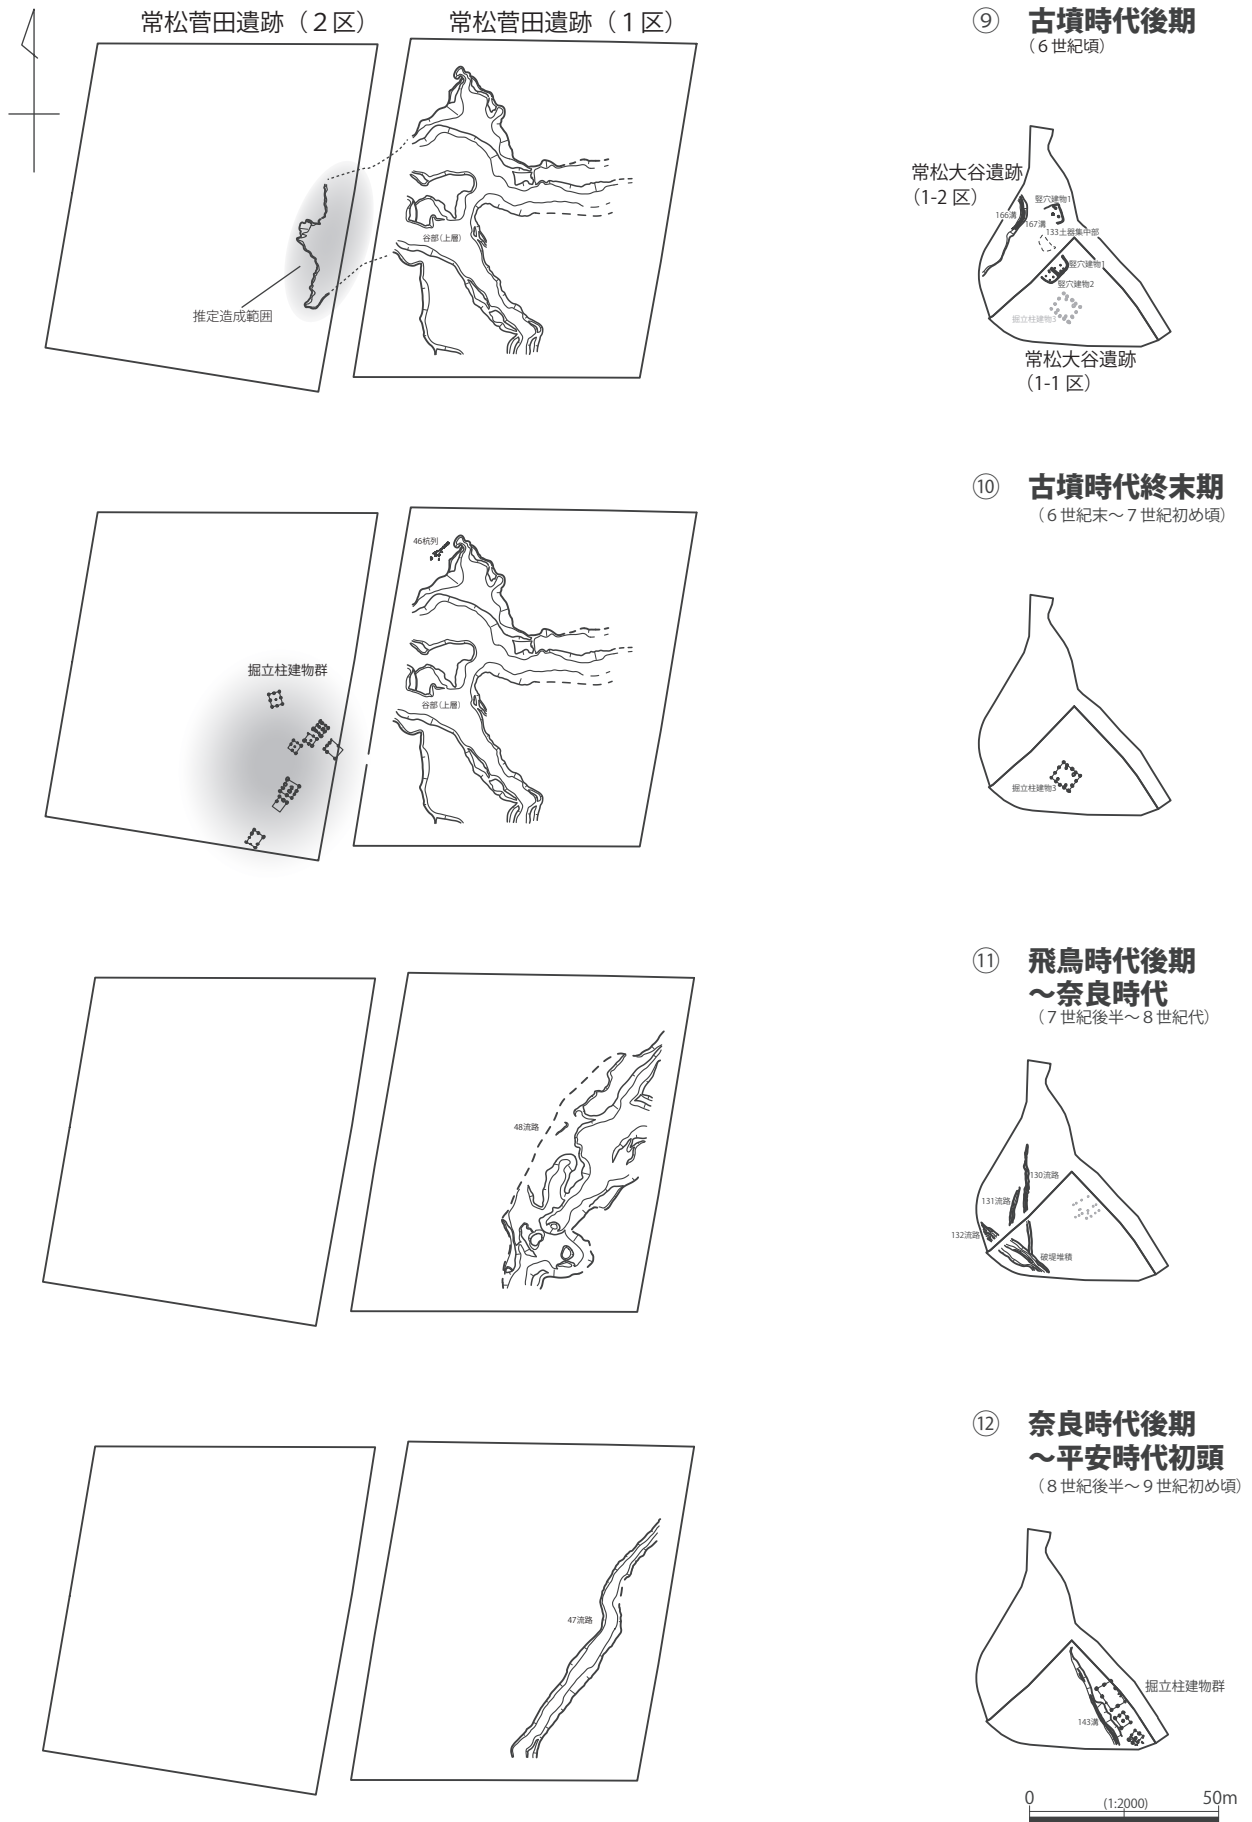 常松菅田遺跡（２区）
常松菅田遺跡（１区）
⑨ 古墳時代後期
（６世紀頃）
谷部（上層）
推定造成範囲
常松大谷遺跡
（1-2 区）
166溝
167溝
竪穴建物1
133土器集中部
竪穴建物1
竪穴建物2
掘立柱建物3
常松大谷遺跡
（1-1 区）
⑩ 古墳時代終末期
（６世紀末～７世紀初め頃）
46杭列
掘立柱建物群
谷部（上層）
掘立柱建物3
⑪ 飛鳥時代後期
～奈良時代
（７世紀後半～８世紀代）
48流路
130流路
131流路
132流路
破堤堆積
⑫ 奈良時代後期
～平安時代初頭
（８世紀後半～９世紀初め頃）
47流路
掘立柱建物群
143溝
0 (1:2000) 50m